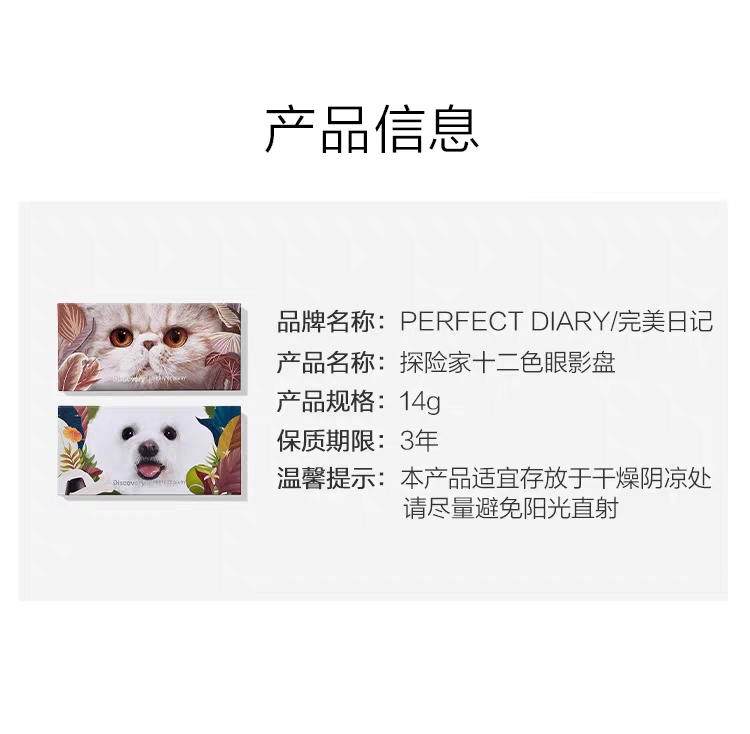 产品信息
品牌名称：PERFECT DIARY/完美日记
产品名称：探险家十二色眼影盘
产品规格：14g
保质期限：3年
温馨提示：本产品适宜存放于干燥阴凉处
请尽量避免阳光直射
Discovery
Discovery